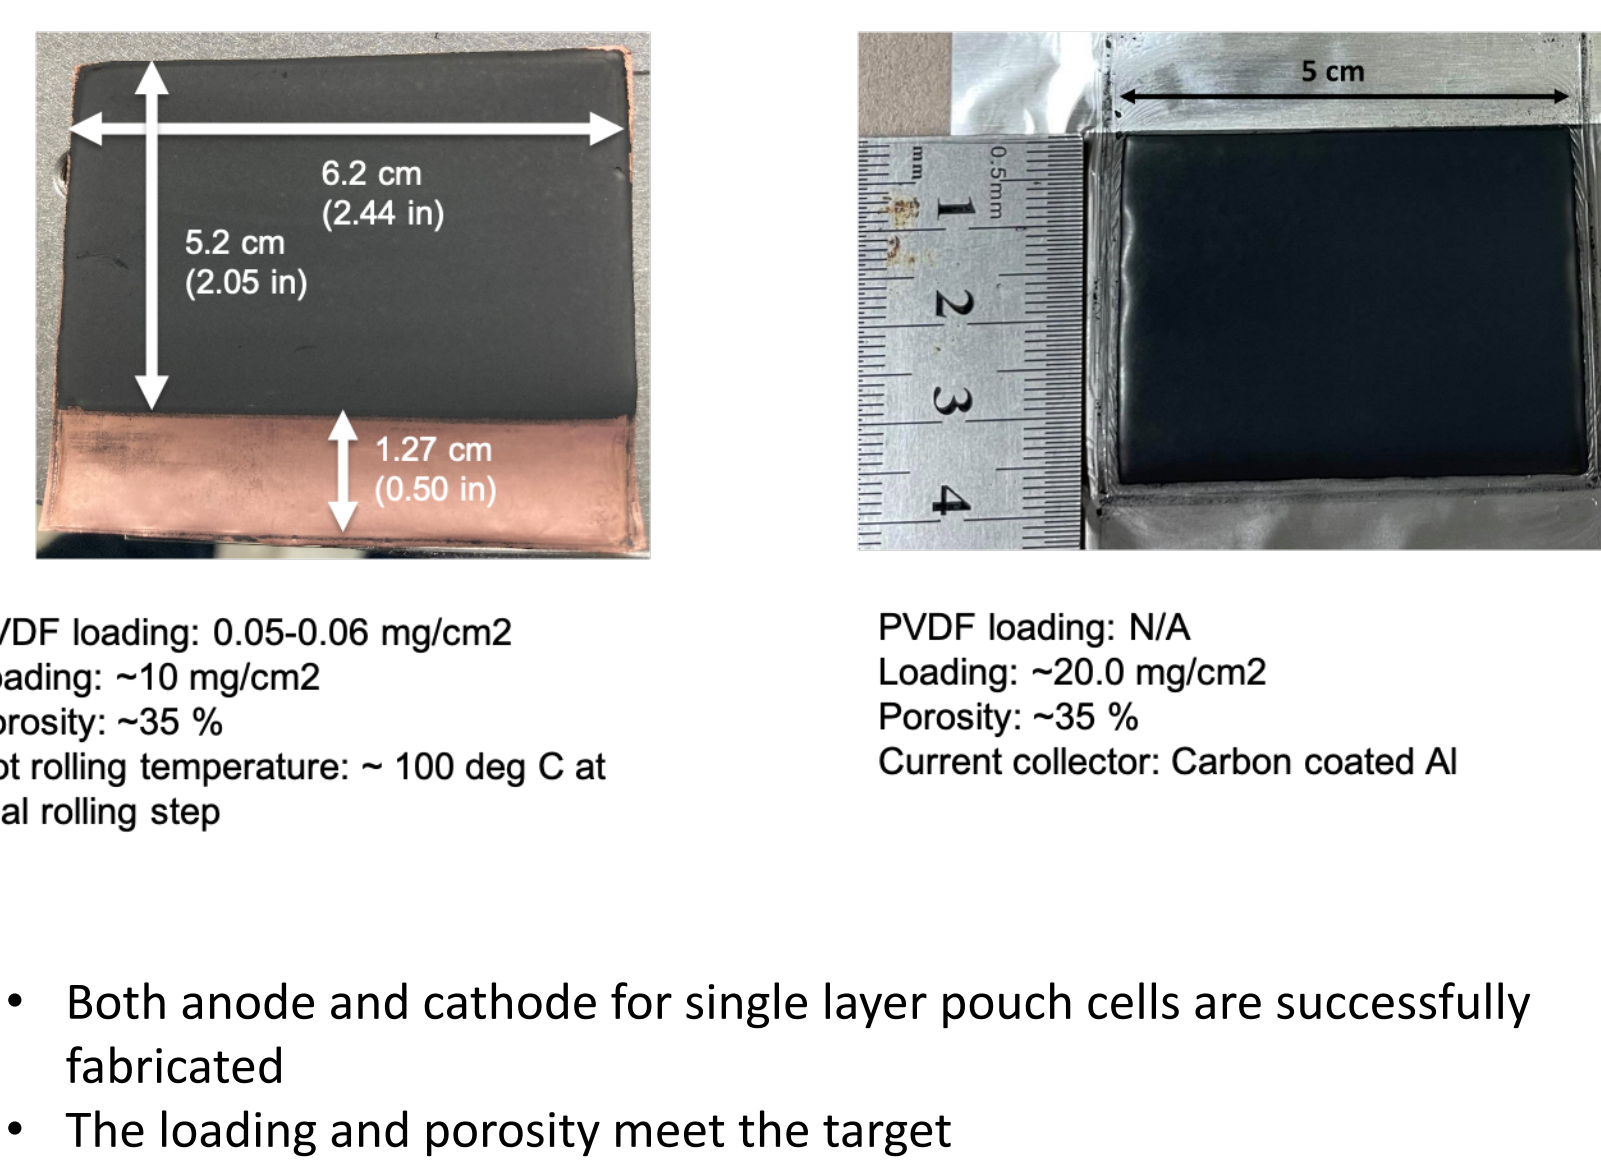 6.2 cm
(2.44 in)
5.2 cm
(2.05 in)
1.27 cm
(0.50 in)
5 cm
mm
0.5mm
1
2
3
4
VDF loading: 0.05-0.06 mg/cm2
ading: ~10 mg/cm2
orosity: ~35 %
ot rolling temperature: ~ 100 deg C at
al rolling step
PVDF loading: N/A
Loading: ~20.0 mg/cm2
Porosity: ~35 %
Current collector: Carbon coated Al
• Both anode and cathode for single layer pouch cells are successfully
fabricated
• The loading and porosity meet the target